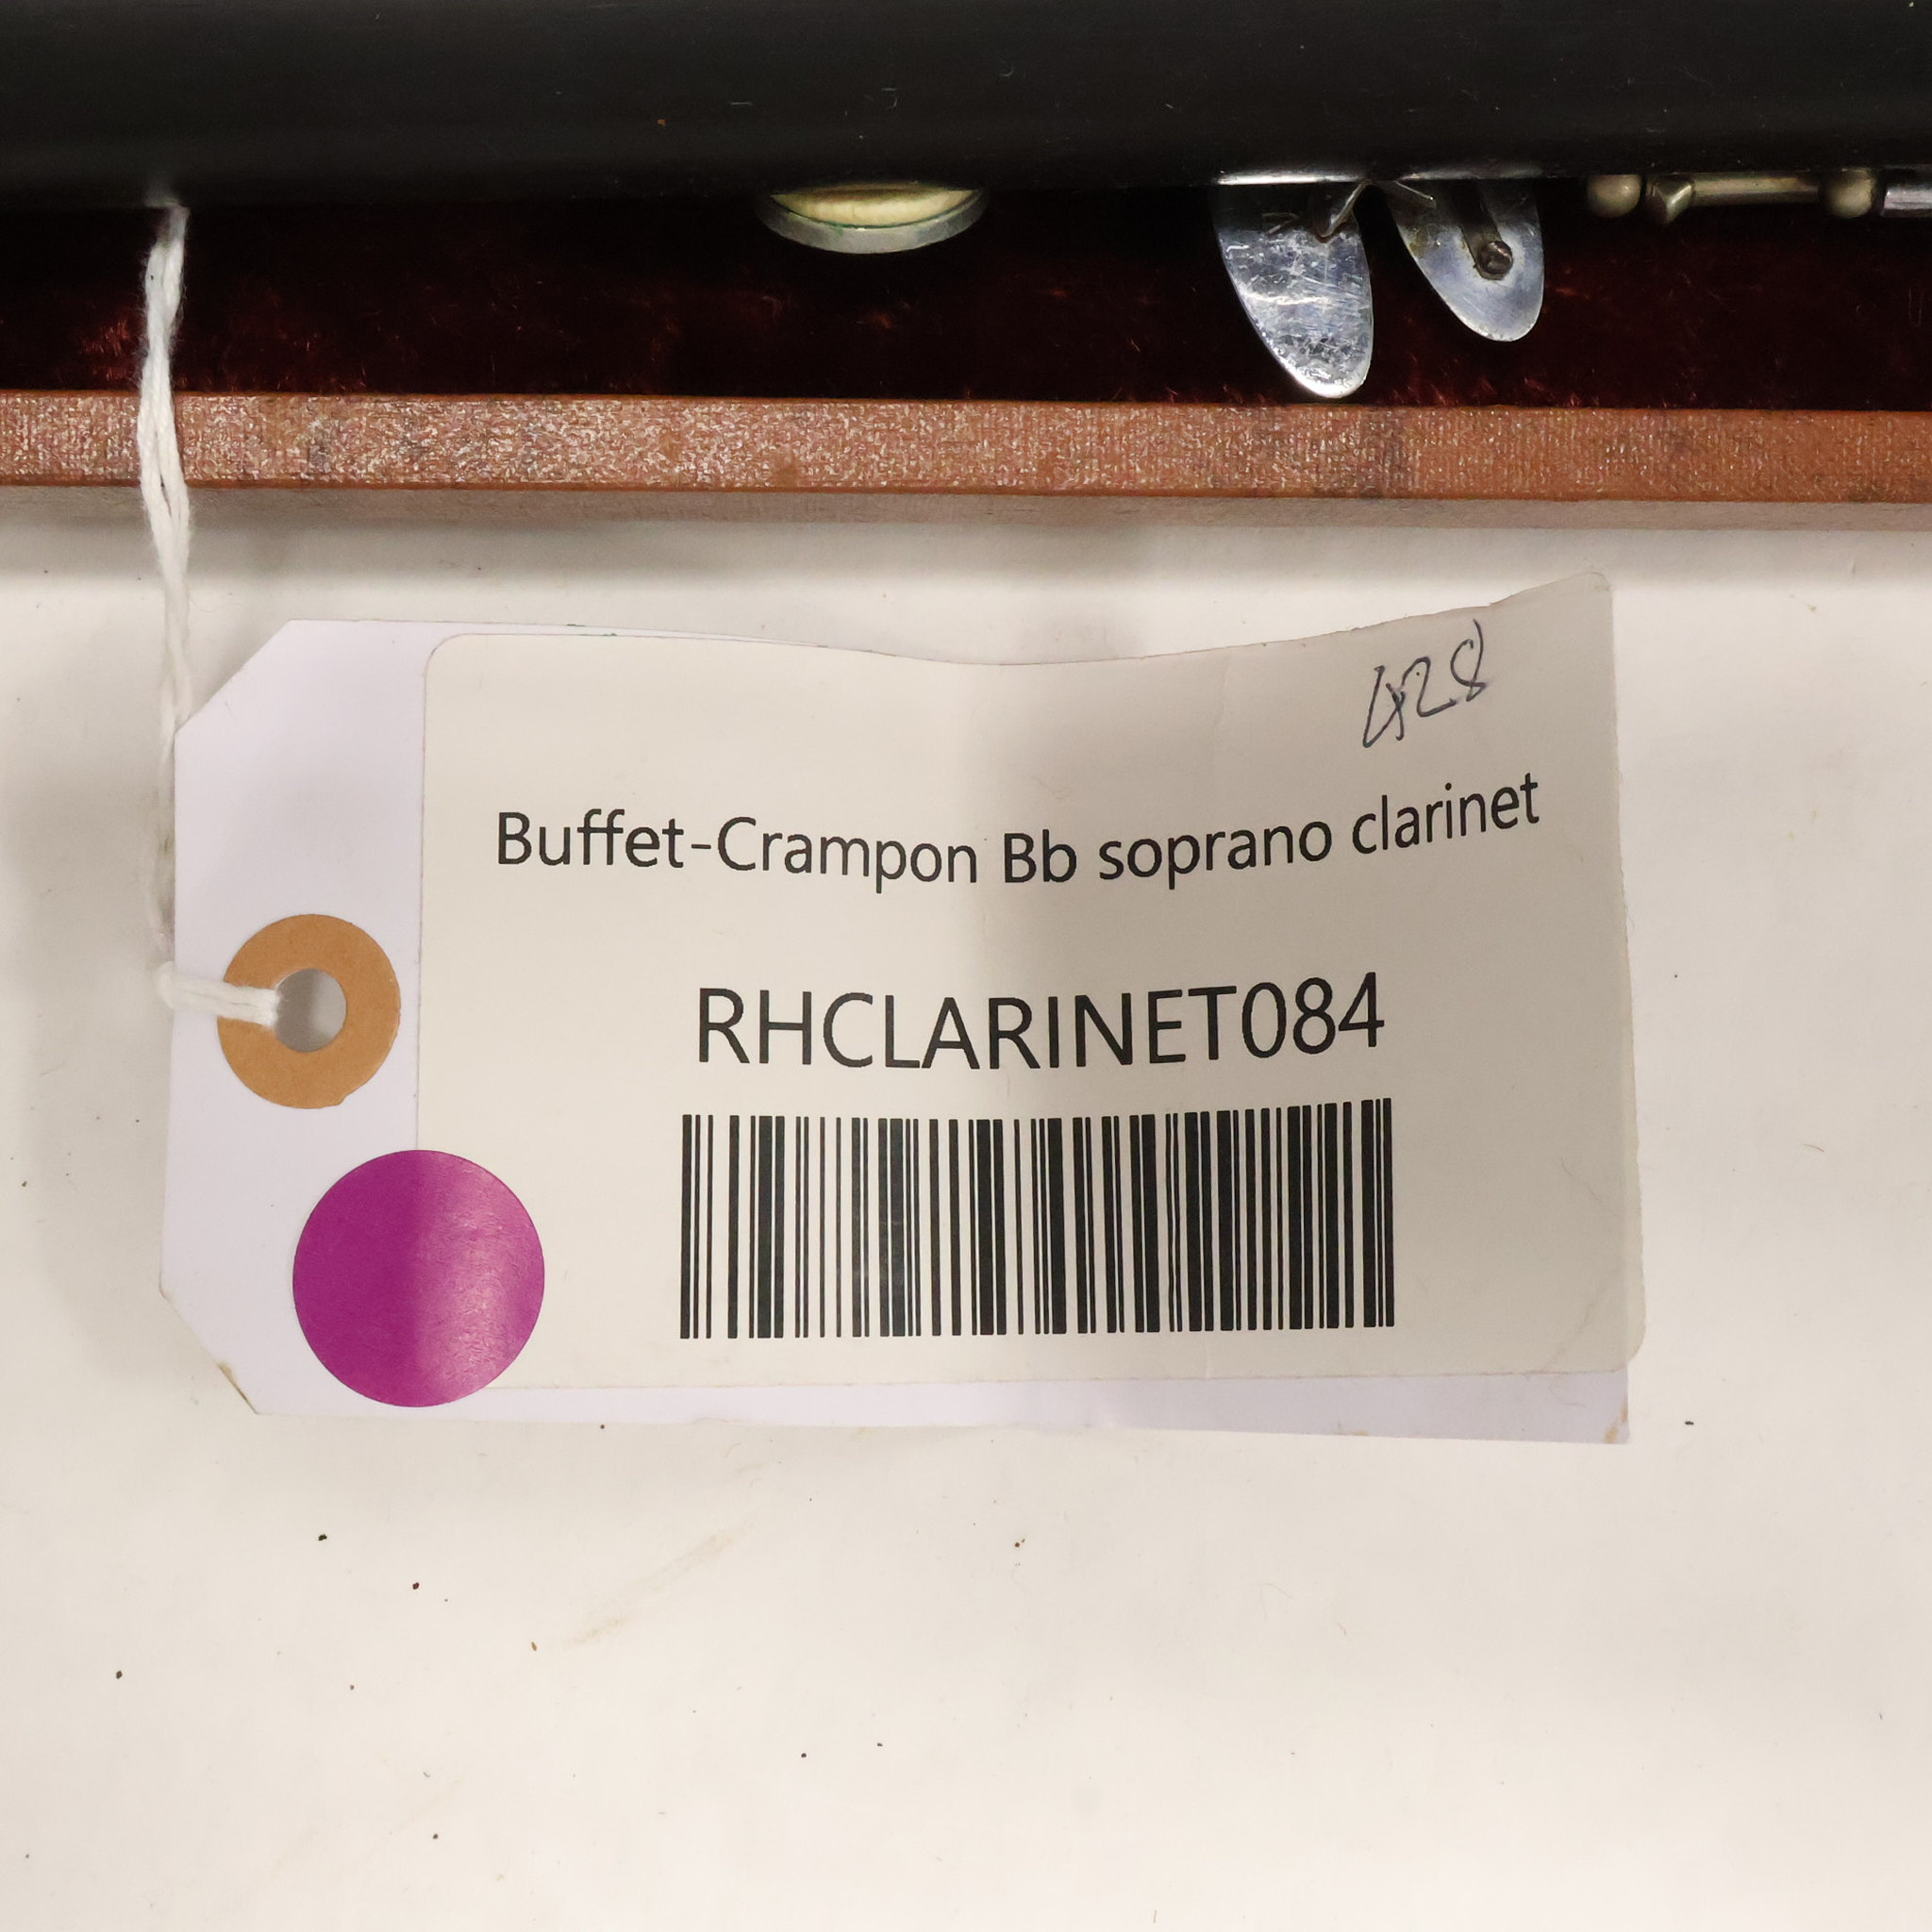 428
Buffet-Crampon Bb soprano clarinet
RHCLARINET084